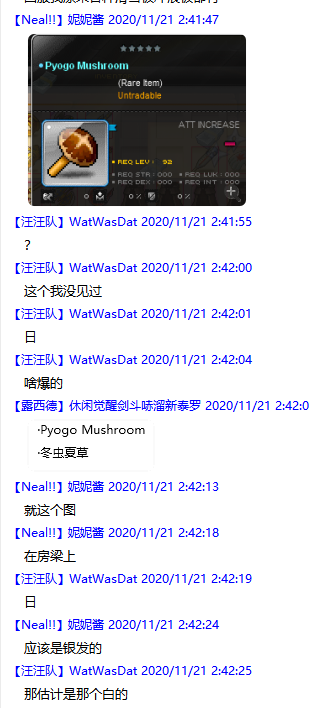 【Neal!!】妮妮酱 2020/11/21 2:41:47
Pyogo Mushroom
(Rare Item)
Untradable
ATT INCREASE
• REQ LEV : 92
• REQ STR : 000 • REQ LUK : 000
• REQ DEX : 000 • REQ INT : 000
0 0 % 0 %
【汪汪队】WatWasDat 2020/11/21 2:41:55
?
【汪汪队】WatWasDat 2020/11/21 2:42:00
这个我没见过
【汪汪队】WatWasDat 2020/11/21 2:42:01
日
【汪汪队】WatWasDat 2020/11/21 2:42:04
啥爆的
【露西德】休闲觉醒剑斗哧溜新泰罗 2020/11/21 2:42:0
·Pyogo Mushroom
·冬虫夏草
【Neal!!】妮妮酱 2020/11/21 2:42:13
就这个图
【Neal!!】妮妮酱 2020/11/21 2:42:18
在房梁上
【汪汪队】WatWasDat 2020/11/21 2:42:19
日
【Neal!!】妮妮酱 2020/11/21 2:42:24
应该是银发的
【汪汪队】WatWasDat 2020/11/21 2:42:25
那估计是那个白的